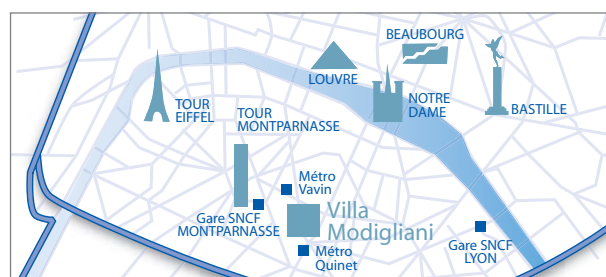 BEAUBOURG
LOUVRE
TOUR
EIFFEL
NOTRE
DAME
BASTILLE
TOUR
MONTPARNASSE
Métro
Vavin
Villa
Modigliani
Gare SNCF
MONTPARNASSE
Métro
Quinet
Gare SNCF
LYON